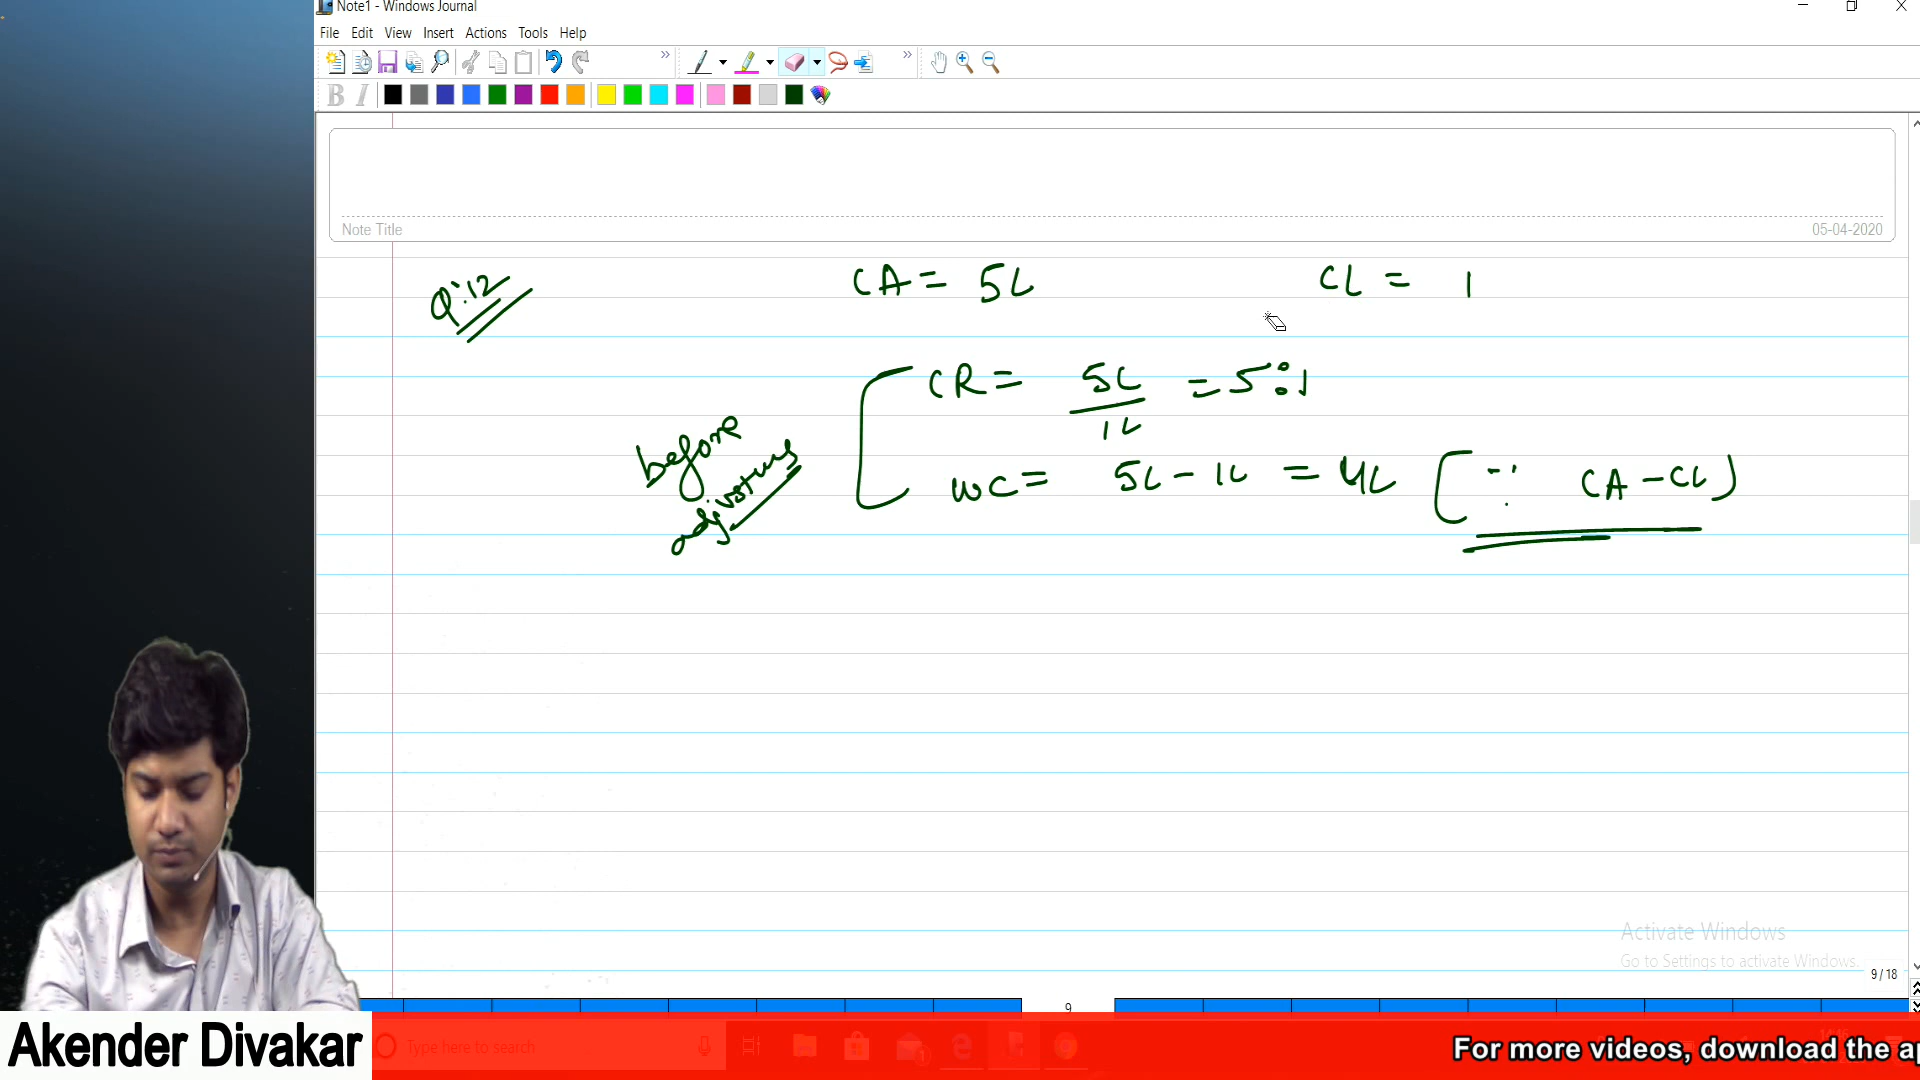 Note1 - Windows Journal
File Edit View Insert Actions Tools Help
B I
Note Title 05-04-2020
Q:12 CA = 5L CL = 1
CR = 5L/1L = 5:1
before adjustments
WC = 5L - 1L = 4L [∵ CA - CL)
Activate Windows
Go to Settings to activate Windows.
9 / 18
9
Type here to search
Akender Divakar
For more videos, download the a